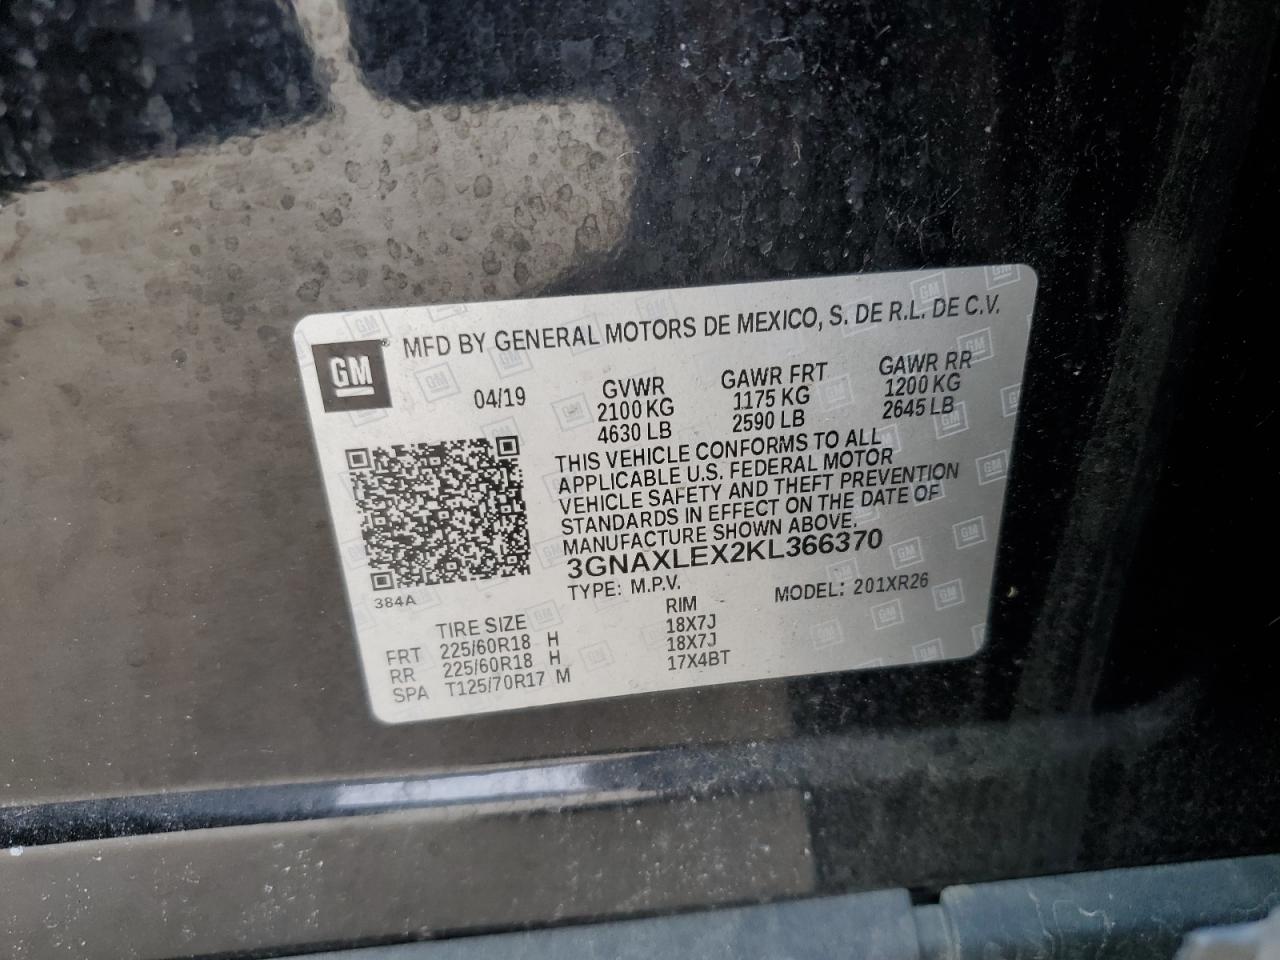 MFD BY GENERAL MOTORS DE MEXICO, S. DE R.L. DE C.V.
GM®
04/19
GVWR GAWR FRT GAWR RR
2100 KG 1175 KG 1200 KG
4630 LB 2590 LB 2645 LB
THIS VEHICLE CONFORMS TO ALL
APPLICABLE U.S. FEDERAL MOTOR
VEHICLE SAFETY AND THEFT PREVENTION
STANDARDS IN EFFECT ON THE DATE OF
MANUFACTURE SHOWN ABOVE.
3GNAXLEX2KL366370
TYPE: M.P.V. MODEL: 201XR26
384A
TIRE SIZE RIM
FRT 225/60R18 H 18X7J
RR 225/60R18 H 18X7J
SPA T125/70R17 M 17X4BT